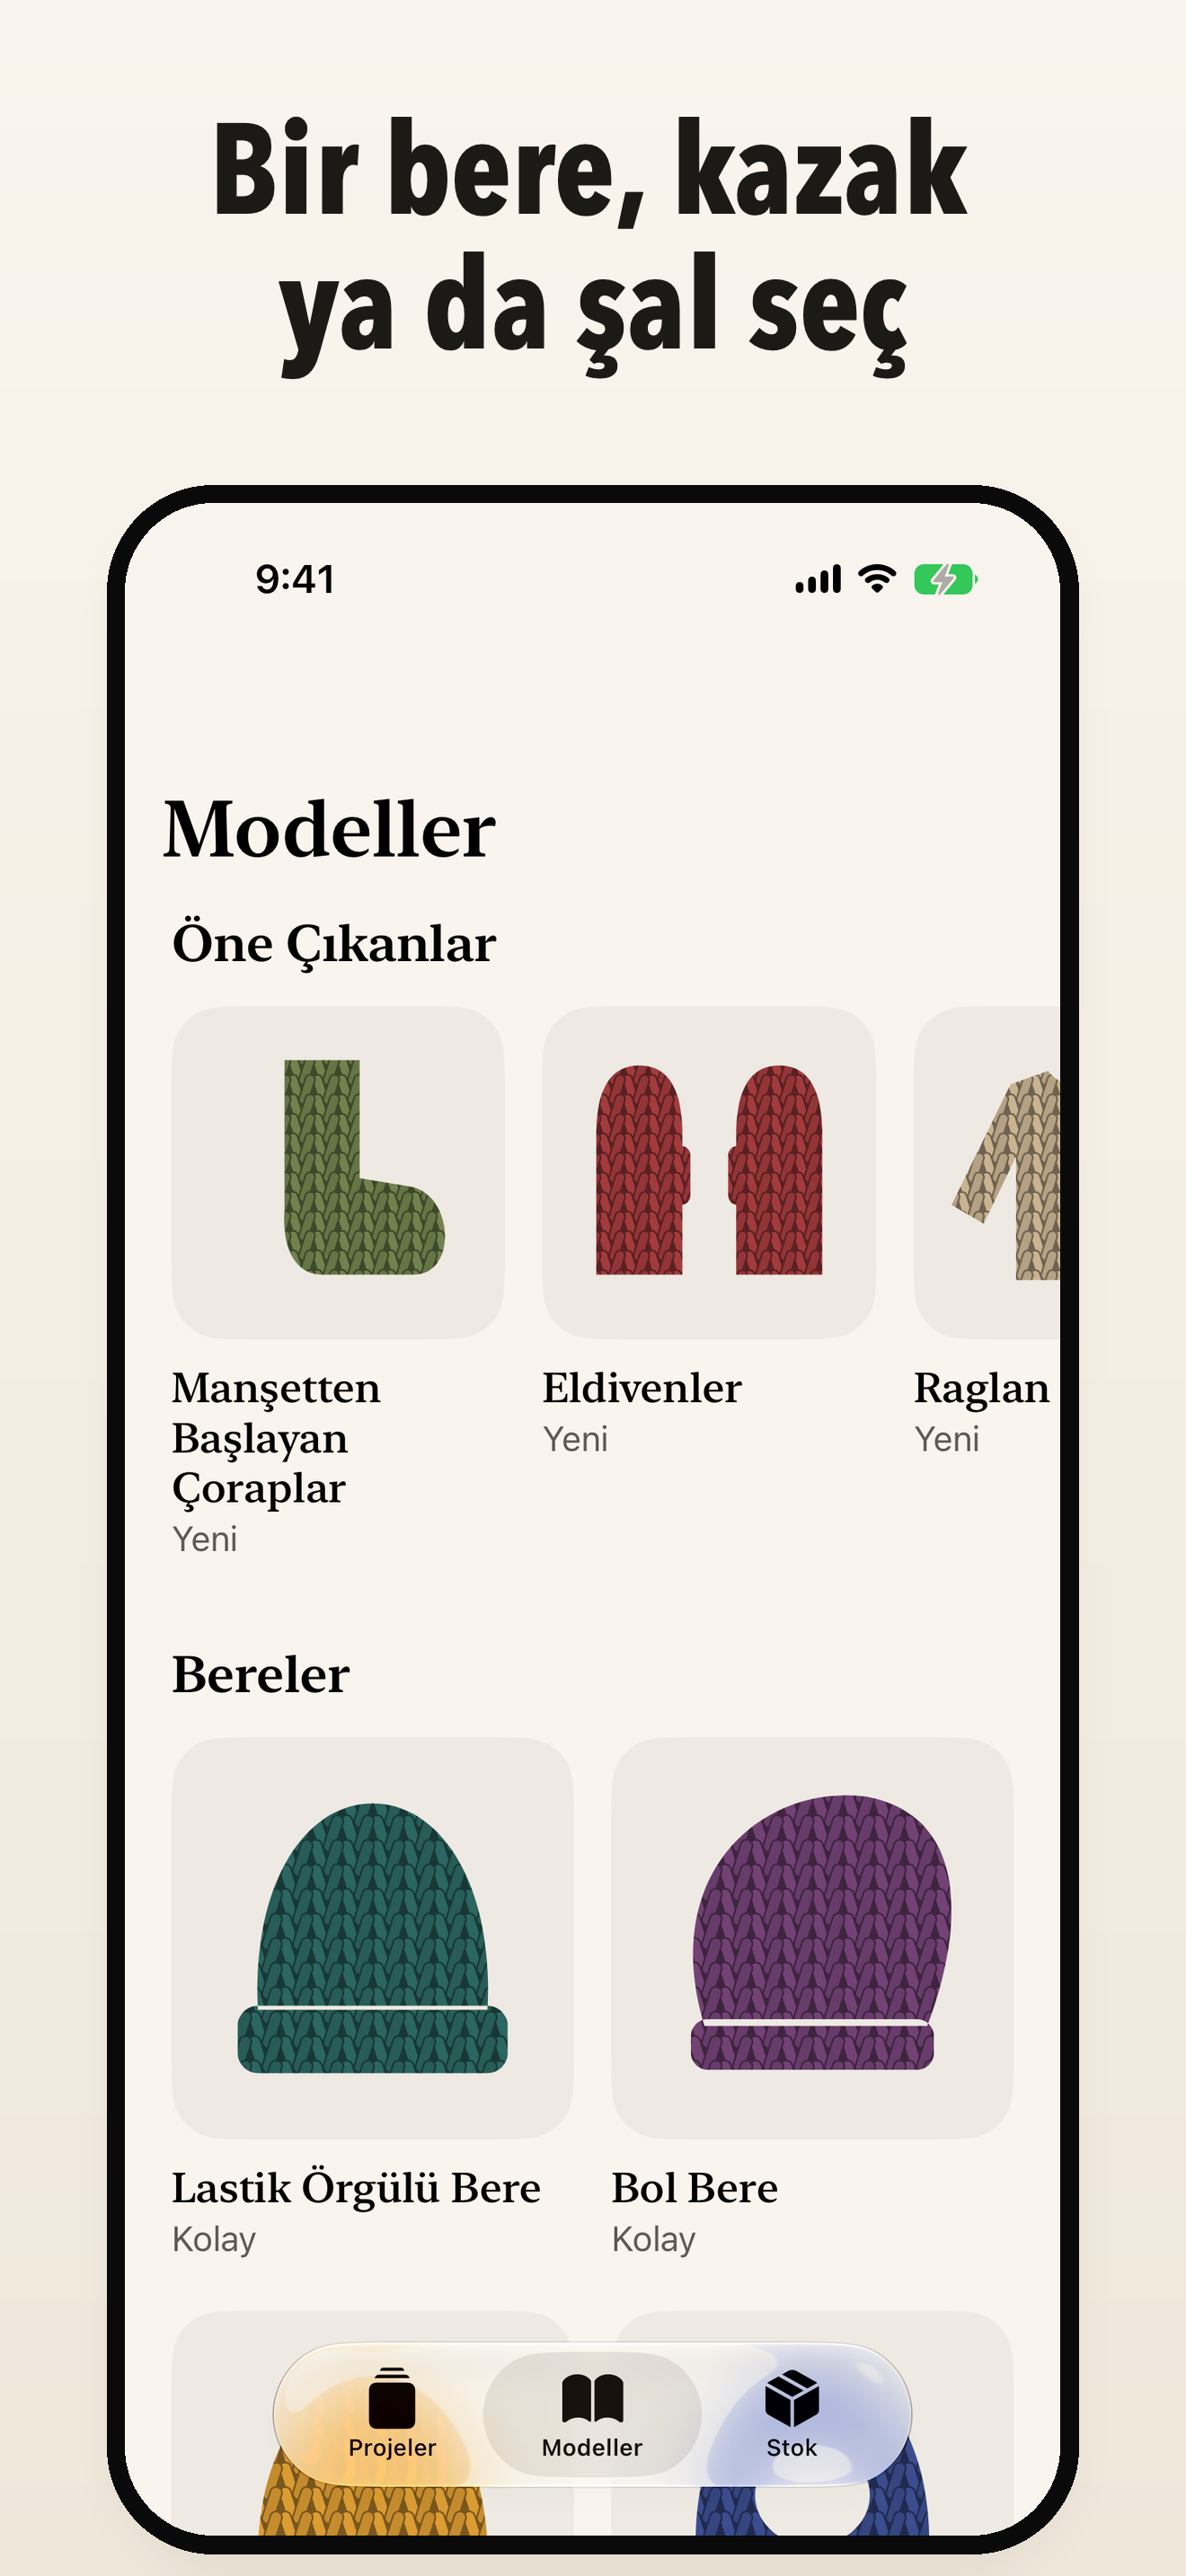 Bir bere, kazak
ya da şal seç
9:41
Modeller
Öne Çıkanlar
Manşetten
Başlayan
Çoraplar
Yeni
Eldivenler
Yeni
Raglan
Yeni
Bereler
Lastik Örgülü Bere
Kolay
Bol Bere
Kolay
Projeler
Modeller
Stok